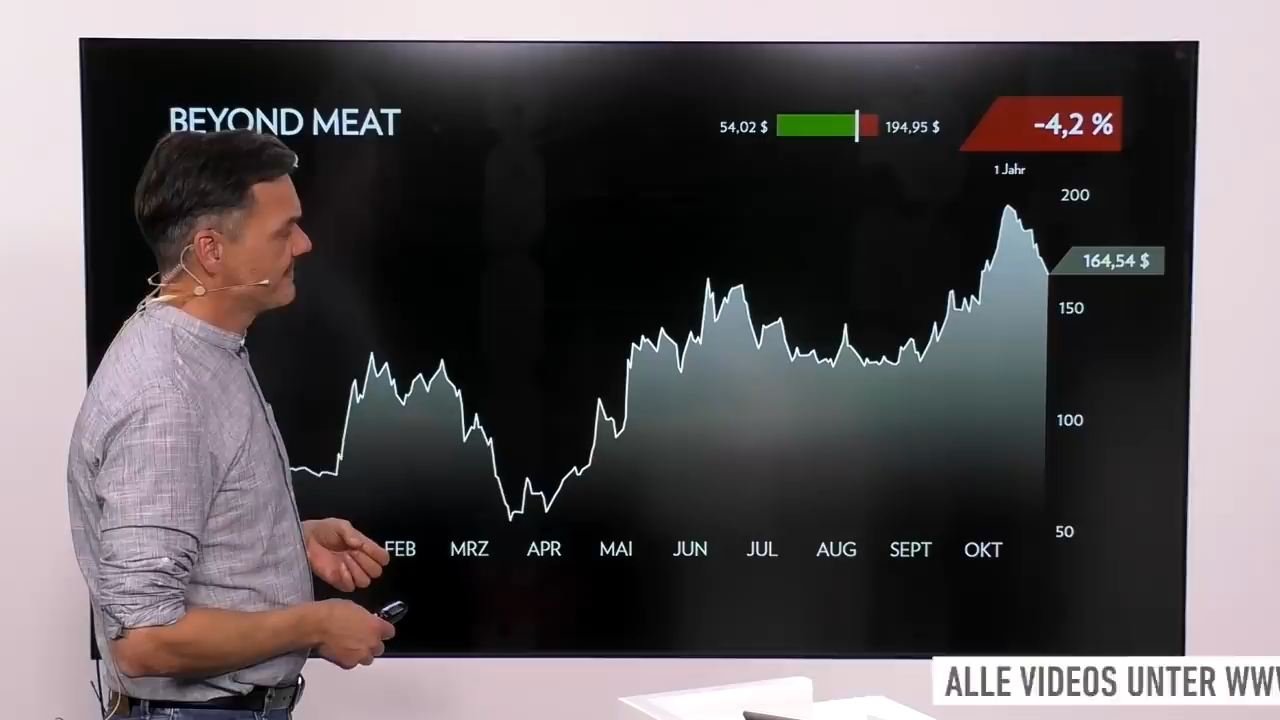 BEYOND MEAT
54,02 $ 194,95 $
-4,2 %
1 Jahr
200
164,54 $
150
100
50
FEB MRZ APR MAI JUN JUL AUG SEPT OKT
ALLE VIDEOS UNTER WWW